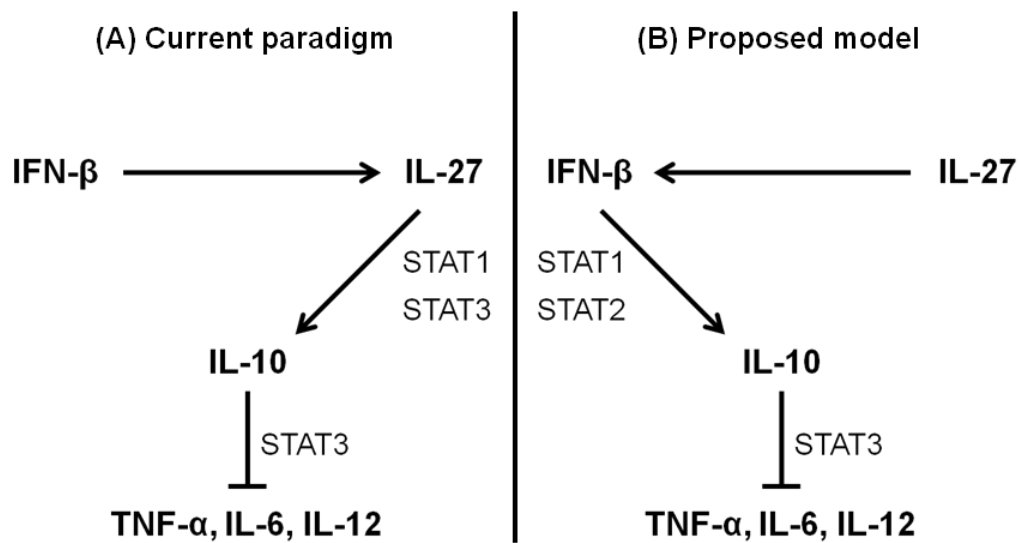 (A) Current paradigm
IFN-β
IL-27
STAT1
STAT3
IL-10
STAT3
TNF-α, IL-6, IL-12
(B) Proposed model
IFN-β
IL-27
STAT1
STAT2
IL-10
STAT3
TNF-α, IL-6, IL-12